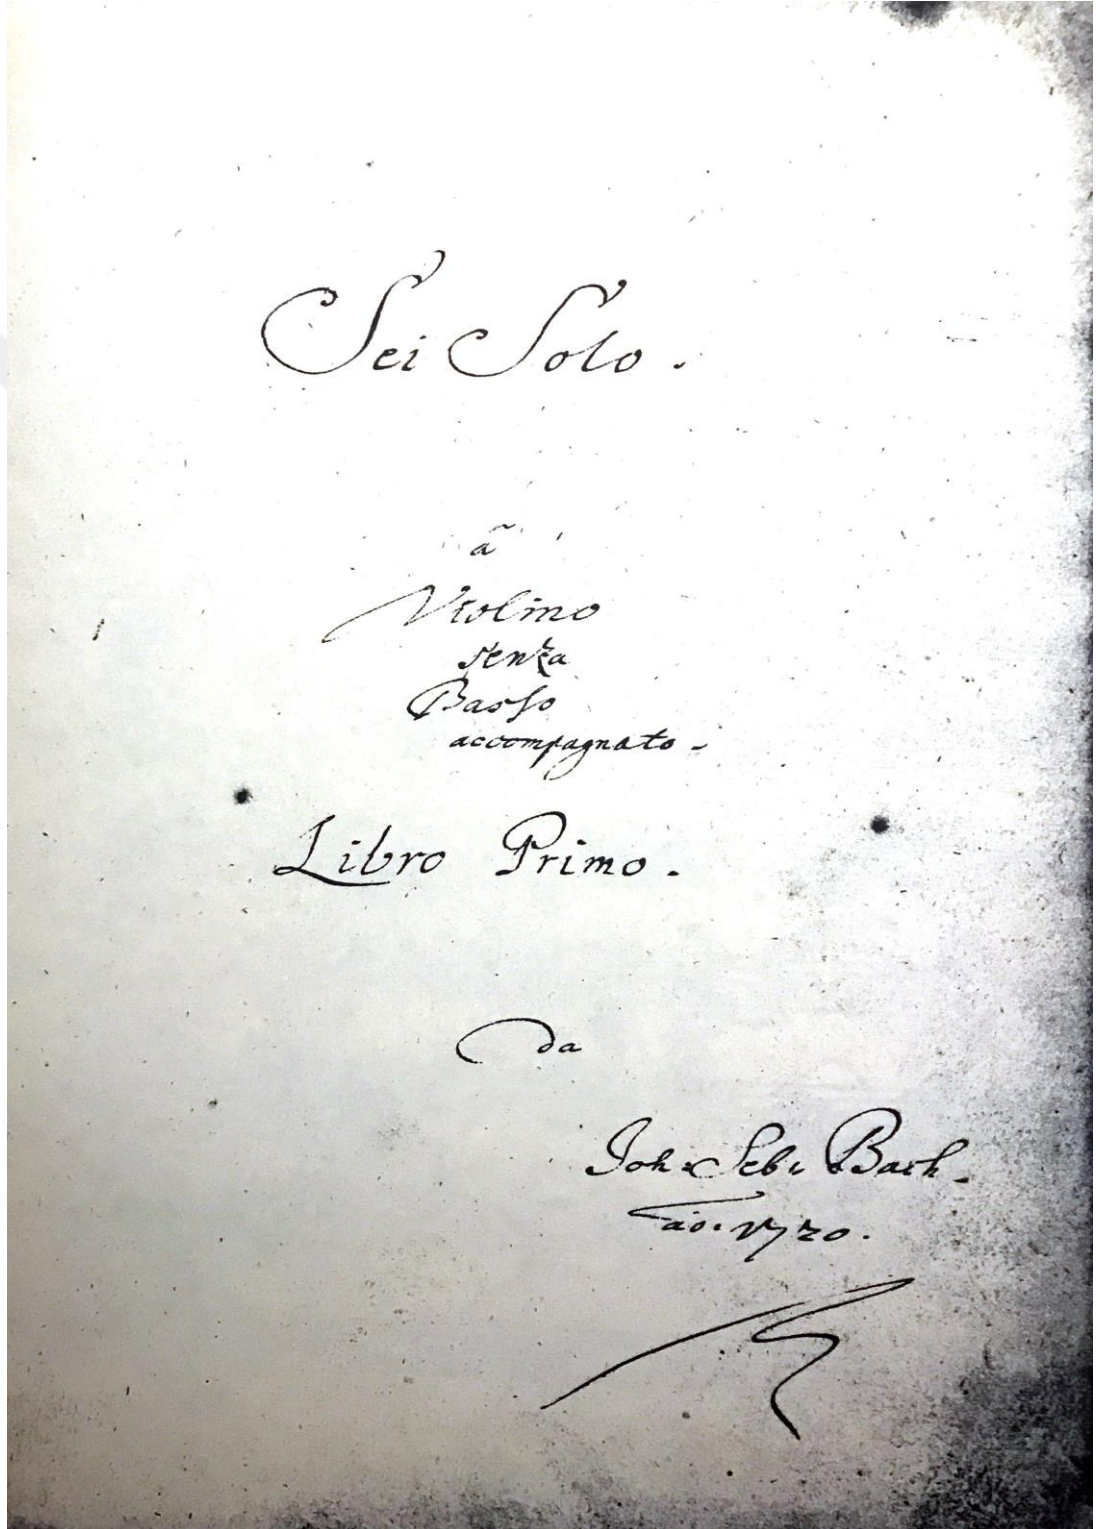 Sei Solo.
ã
Violino
senza
Basso
accompagnato.
Libro Primo.
da
Joh. Seb. Bach.
ao. 1720.